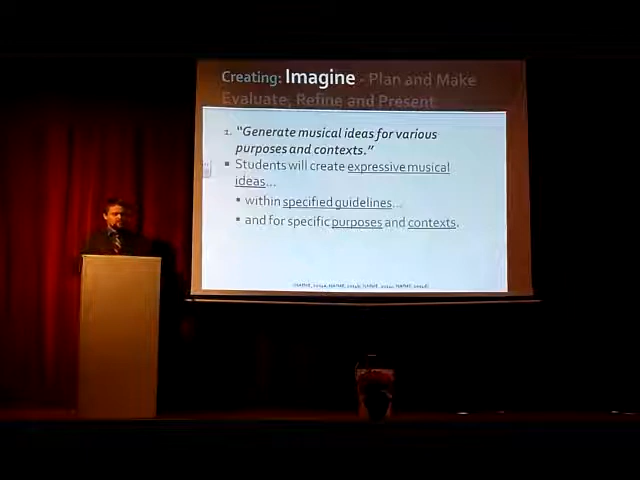 Creating: Imagine - Plan and Make
Evaluate, Refine and Present
1. "Generate musical ideas for various
purposes and contexts."
▪ Students will create expressive musical
ideas...
▪ within specified guidelines...
▪ and for specific purposes and contexts.